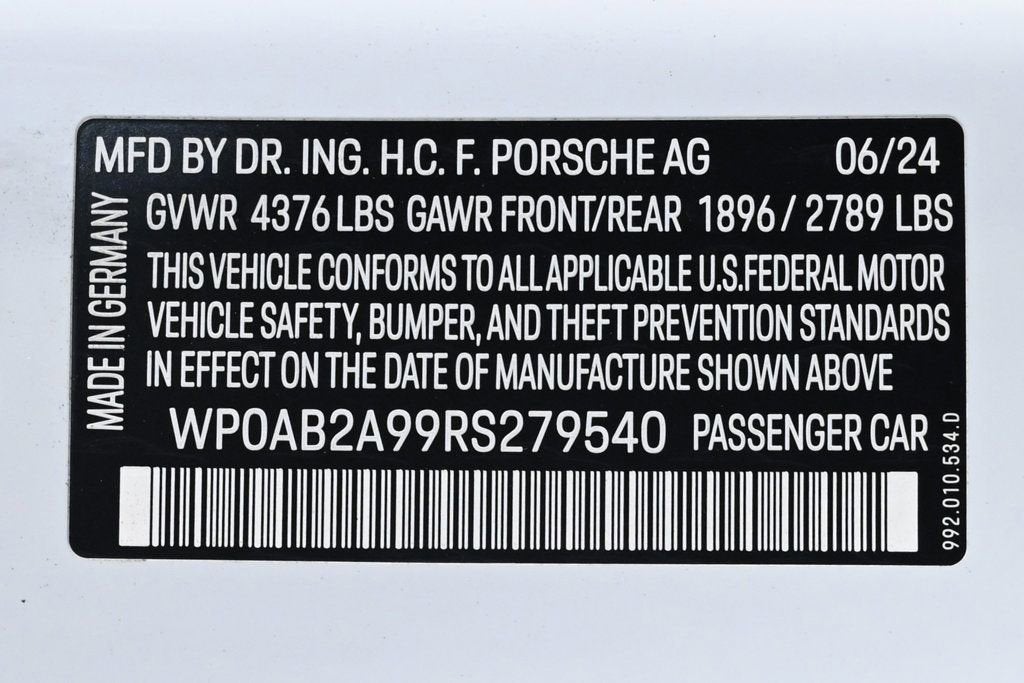 MFD BY DR. ING. H.C. F. PORSCHE AG 06/24
GVWR 4376 LBS GAWR FRONT/REAR 1896 / 2789 LBS
THIS VEHICLE CONFORMS TO ALL APPLICABLE U.S.FEDERAL MOTOR
VEHICLE SAFETY, BUMPER, AND THEFT PREVENTION STANDARDS
IN EFFECT ON THE DATE OF MANUFACTURE SHOWN ABOVE
WP0AB2A99RS279540 PASSENGER CAR
MADE IN GERMANY
992.010.534.D